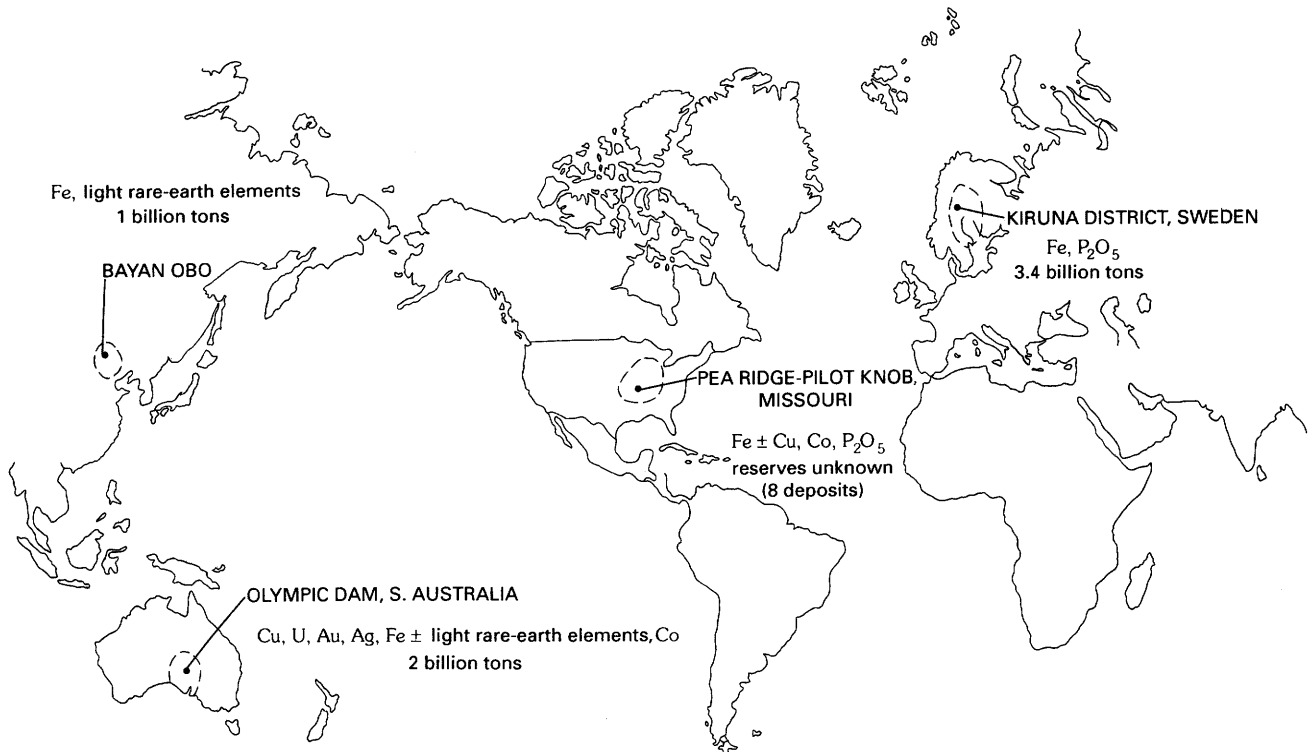 Fe, light rare-earth elements
1 billion tons
BAYAN OBO
KIRUNA DISTRICT, SWEDEN
Fe, P₂O₅
3.4 billion tons
PEA RIDGE-PILOT KNOB,
MISSOURI
Fe ± Cu, Co, P₂O₅
reserves unknown
(8 deposits)
OLYMPIC DAM, S. AUSTRALIA
Cu, U, Au, Ag, Fe ± light rare-earth elements, Co
2 billion tons